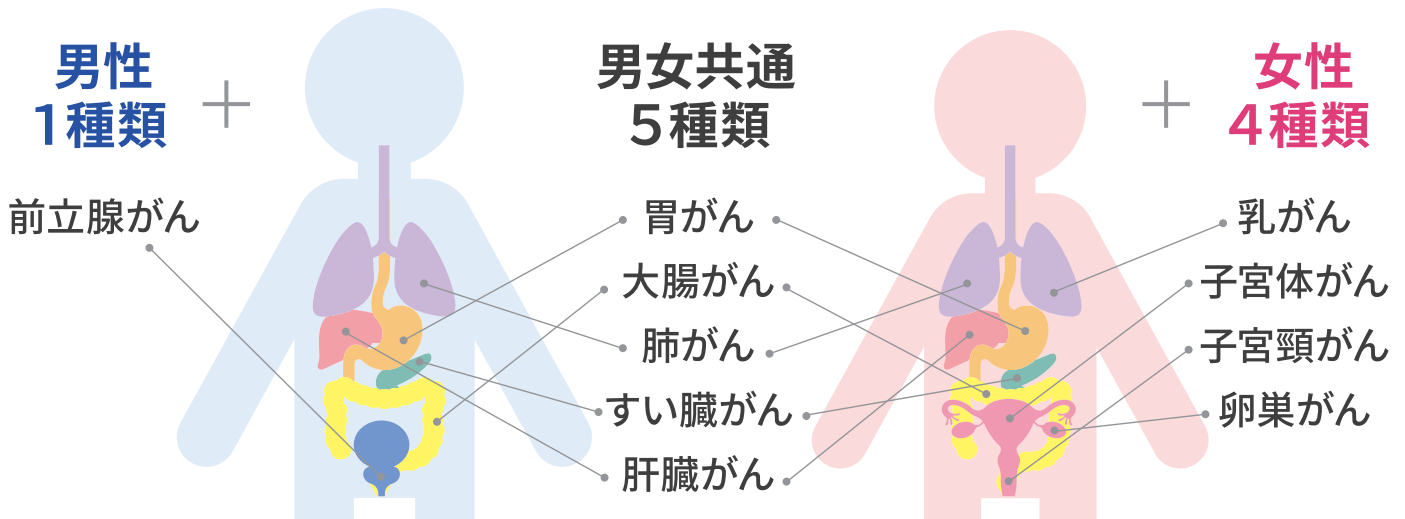 男性
1種類
+
前立腺がん
男女共通
5種類
胃がん
大腸がん
肺がん
すい臓がん
肝臓がん
+
女性
4種類
乳がん
子宮体がん
子宮頸がん
卵巣がん